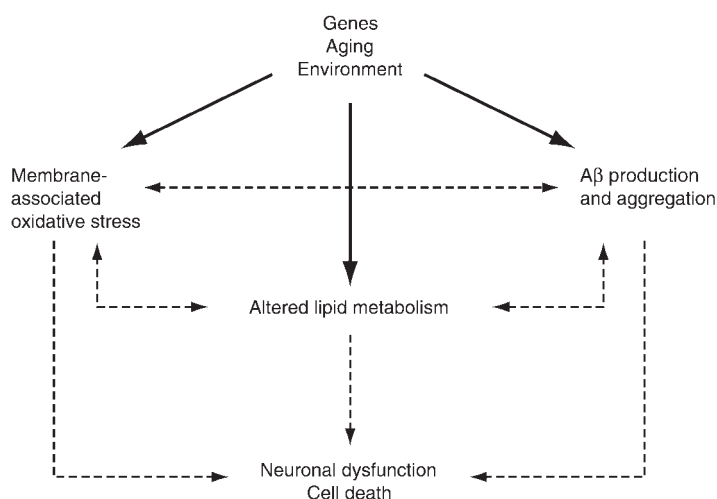 Genes
Aging
Environment
Membrane-
associated
oxidative stress
Aβ production
and aggregation
Altered lipid metabolism
Neuronal dysfunction
Cell death